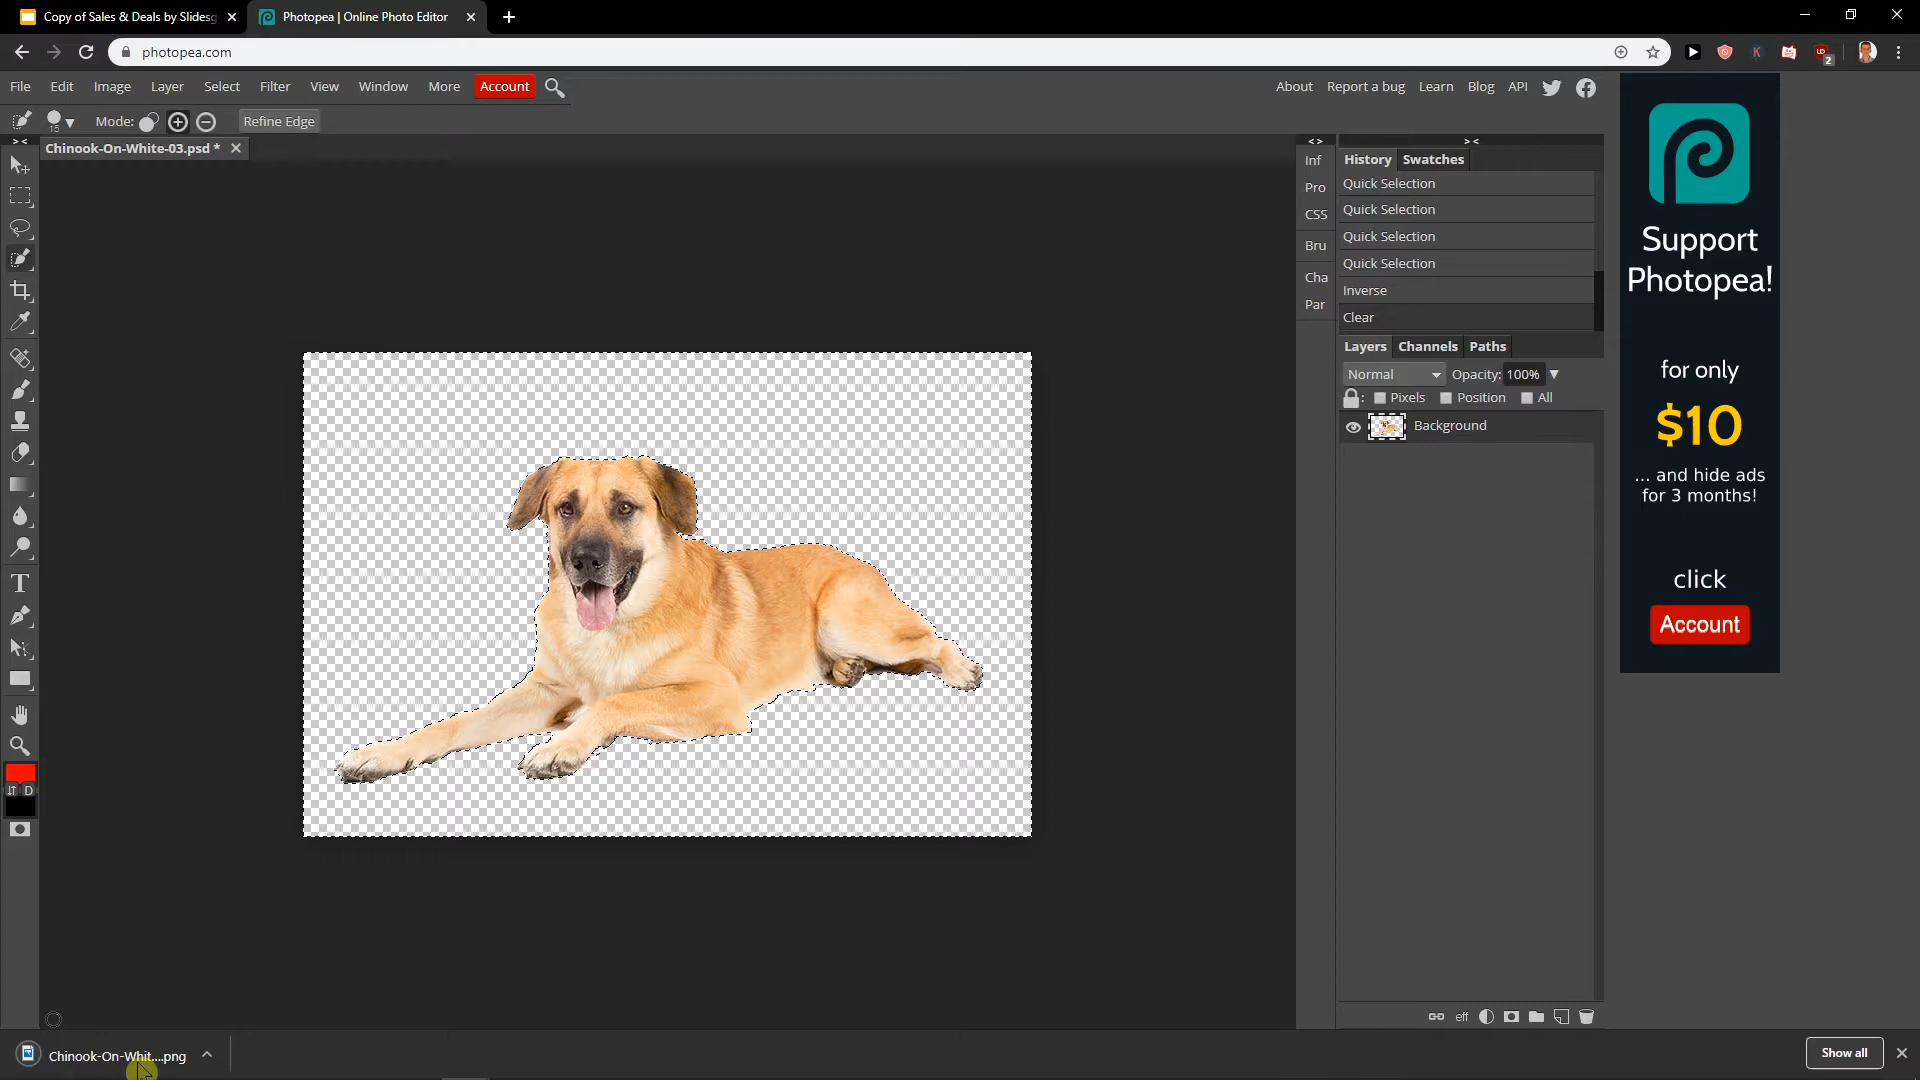 Copy of Sales & Deals by Slidesg
Photopea | Online Photo Editor
photopea.com
2
File Edit Image Layer Select Filter View Window More Account
About Report a bug Learn Blog API
15
Mode:
Refine Edge
Chinook-On-White-03.psd *
Inf
Pro
CSS
Bru
Cha
Par
History Swatches
Quick Selection
Quick Selection
Quick Selection
Quick Selection
Inverse
Clear
Layers Channels Paths
Normal Opacity: 100%
Pixels Position All
Background
eff
T
D
Support
Photopea!
for only
$10
... and hide ads
for 3 months!
click
Account
Chinook-On-Whit....png
Show all